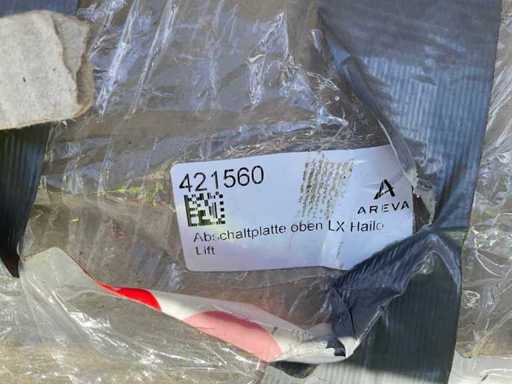 421560
AREVA
Abschaltplatte oben LX Hailo
Lift